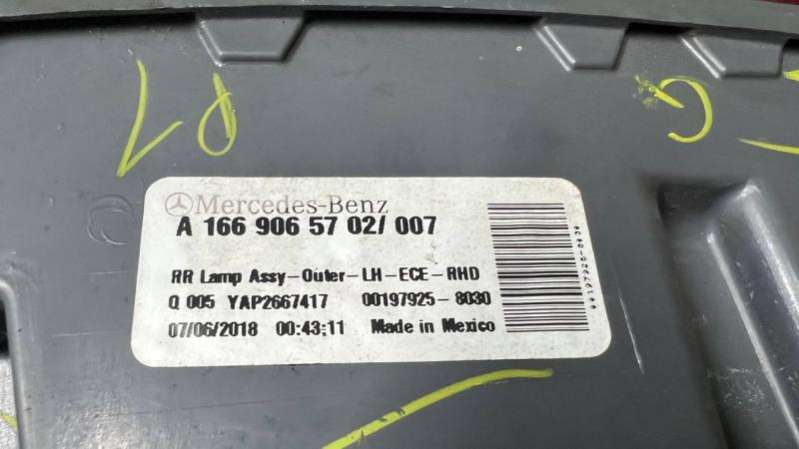 Mercedes-Benz
A 166 906 57 02/ 007
RR Lamp Assy-Outer-LH-ECE-RHD
Q 005 YAP2667417 00197925-8030
07/06/2018 00:43:11 Made in Mexico